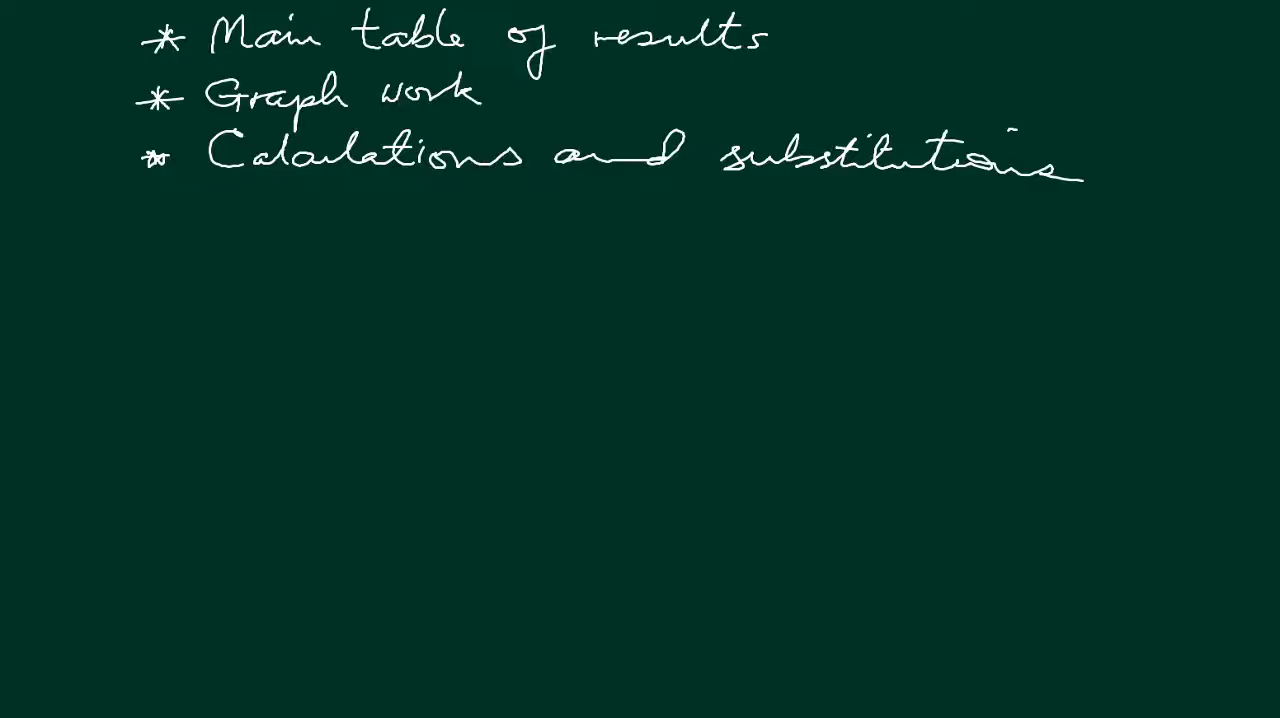 * Main table of results
* Graph work
* Calculations and substitutions